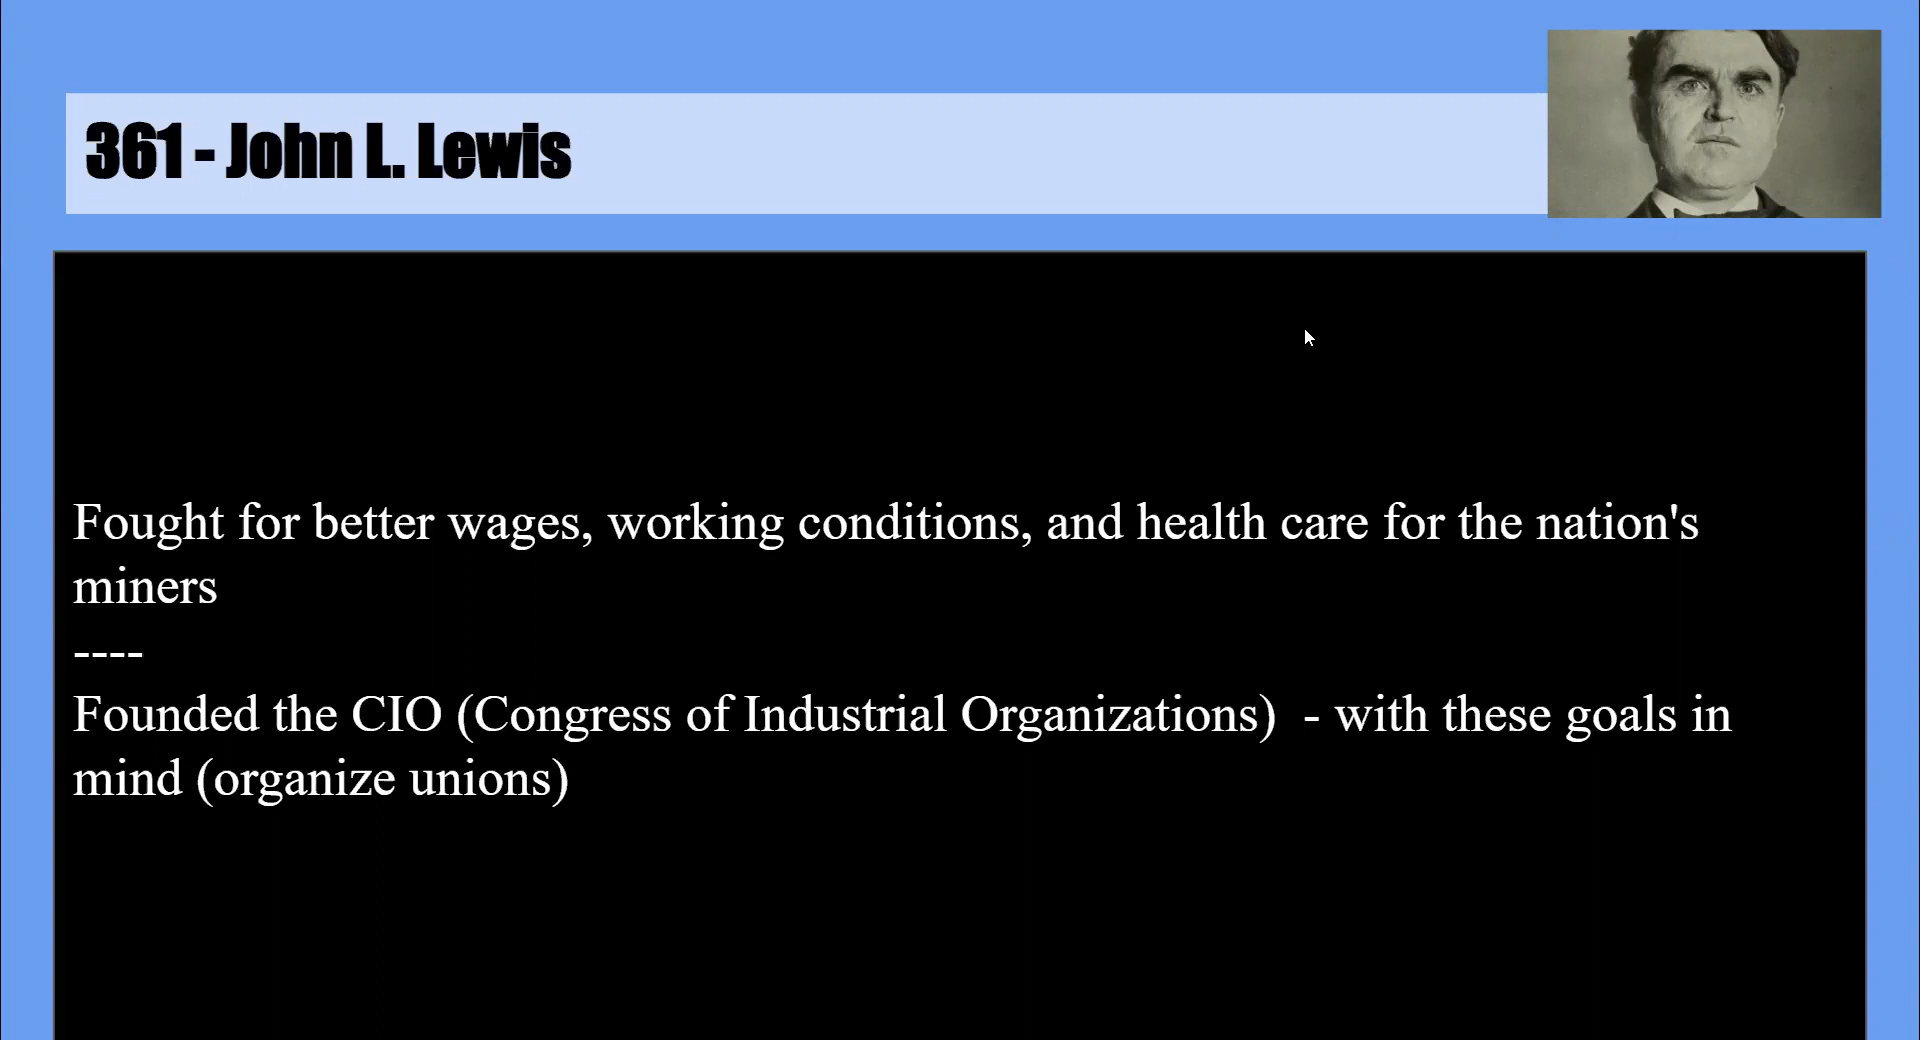 361 - John L. Lewis
Fought for better wages, working conditions, and health care for the nation's
miners
----
Founded the CIO (Congress of Industrial Organizations)  - with these goals in
mind (organize unions)